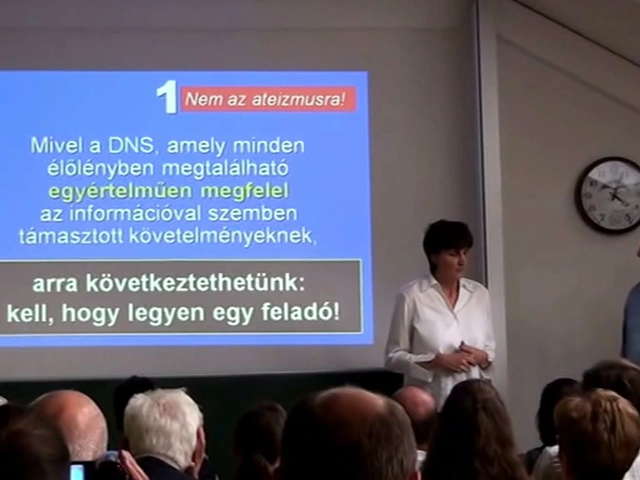 1 Nem az ateizmusra!
Mivel a DNS, amely minden
élőlényben megtalálható
egyértelműen megfelel
az információval szemben
támasztott követelményeknek,
arra következtethetünk:
kell, hogy legyen egy feladó!